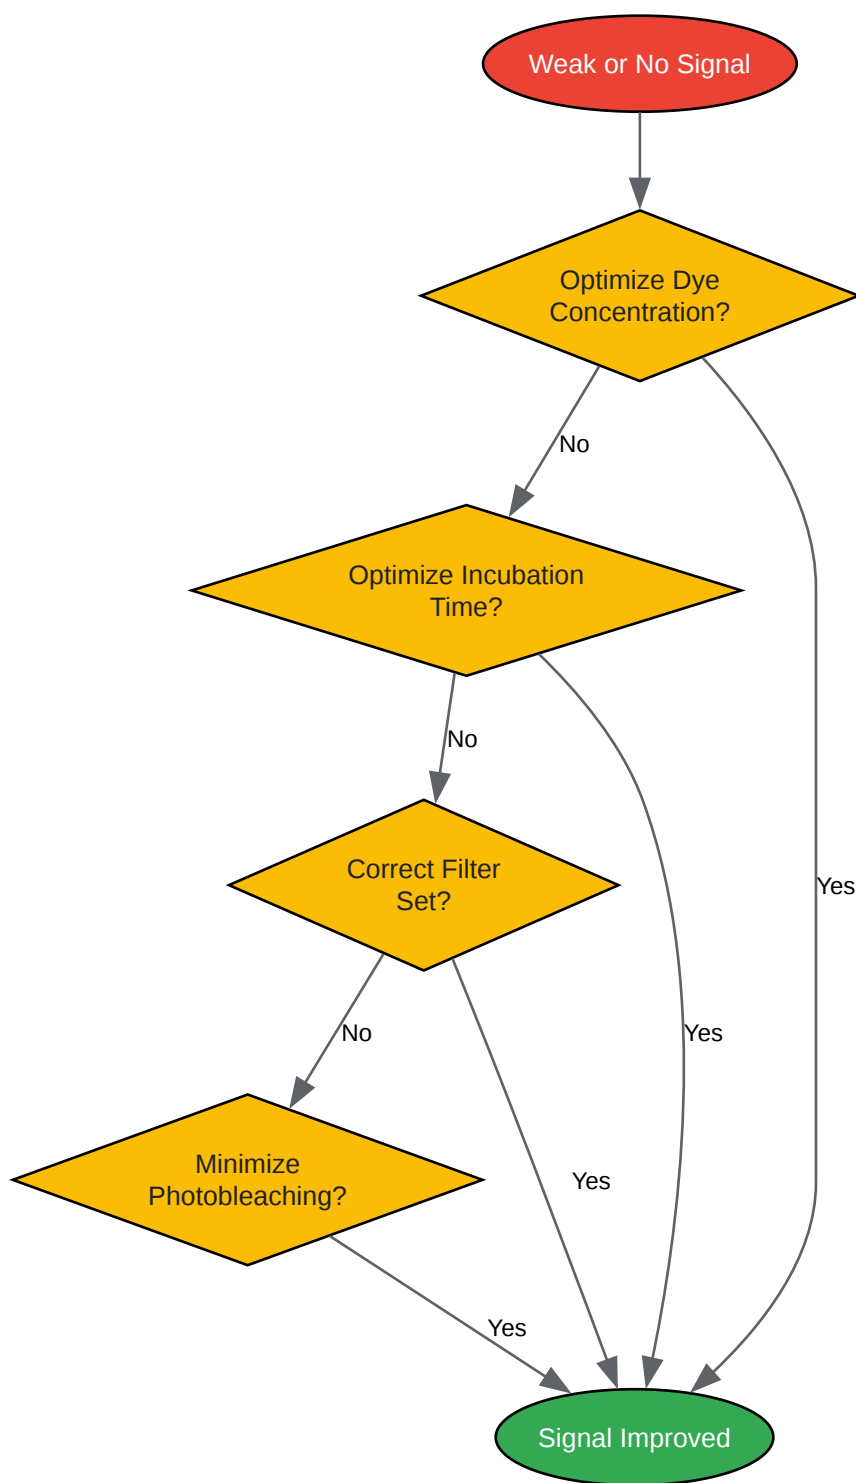 Weak or No Signal
Optimize Dye
Concentration?
No
Optimize Incubation
Time?
No
Correct Filter
Set?
Yes
No
Yes
Minimize
Photobleaching?
Yes
Yes
Signal Improved